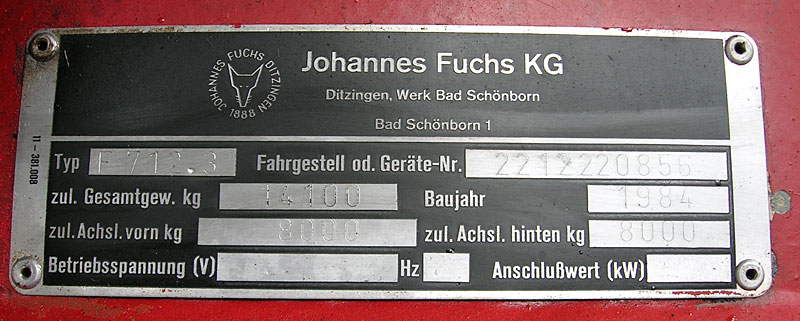 JOHANNES FUCHS DITZINGEN
1888
Johannes Fuchs KG
Ditzingen, Werk Bad Schönborn
Bad Schönborn 1
11 - 381.008
Typ F 712.3 Fahrgestell od. Geräte-Nr. 2212220856
zul. Gesamtgew. kg 14100 Baujahr 1984
zul. Achsl. vorn kg 8000 zul. Achsl. hinten kg 8000
Betriebsspannung (V) Hz Anschlußwert (kW)